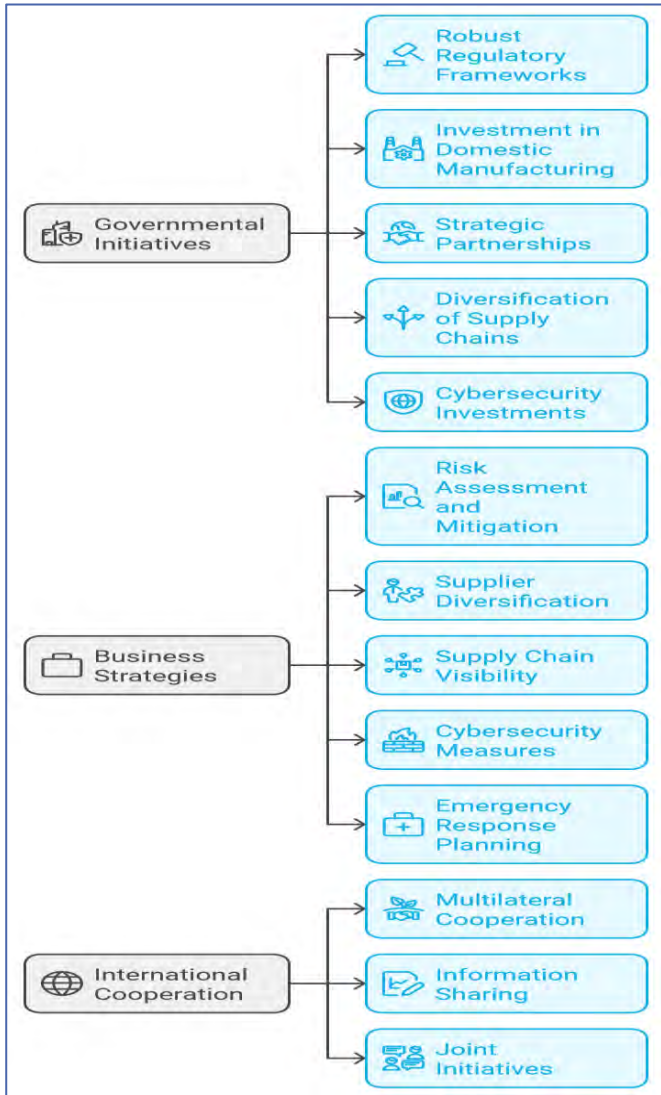 Robust
Regulatory
Frameworks
Investment in
Domestic
Manufacturing
Governmental
Initiatives
Strategic
Partnerships
Diversification
of Supply
Chains
Cybersecurity
Investments
Risk
Assessment
and
Mitigation
Supplier
Diversification
Business
Strategies
Supply Chain
Visibility
Cybersecurity
Measures
Emergency
Response
Planning
Multilateral
Cooperation
International
Cooperation
Information
Sharing
Joint
Initiatives